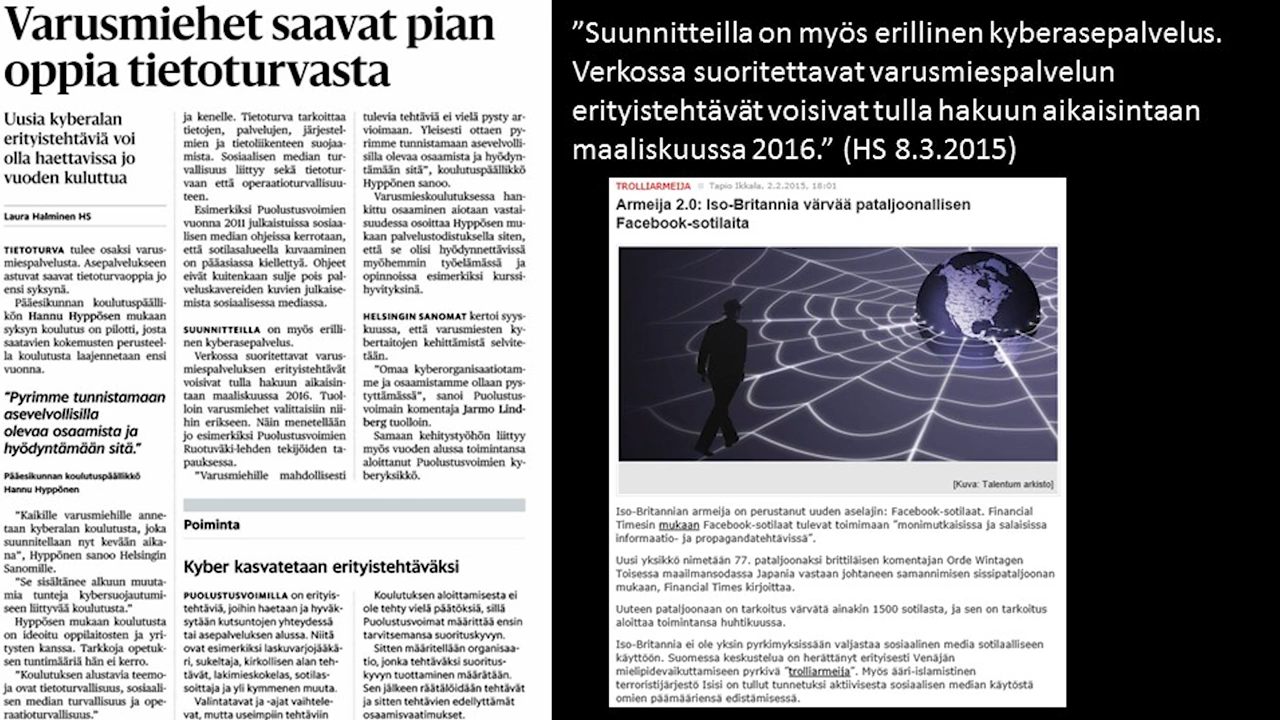 Varusmiehet saavat pian
oppia tietoturvasta
Uusia kyberalan
erityistehtäviä voi
olla haettavissa jo
vuoden kuluttua
Laura Halminen HS
TIETOTURVA tulee osaksi varus-
miespalvelusta. Asepalvelukseen
astuvat saavat tietoturvaoppia jo
ensi syksynä.
Pääesikunnan koulutuspäälli-
kön Hannu Hyppösen mukaan
syksyn koulutus on pilotti, josta
saatavien kokemusten perusteel-
la koulutusta laajennetaan ensi
vuonna.
"Pyrimme tunnistamaan
asevelvollisilla
olevaa osaamista ja
hyödyntämään sitä."
Pääesikunnan koulutuspäällikkö
Hannu Hyppönen
"Kaikille varusmiehille anne-
taan kyberalan koulutusta, joka
suunnitellaan nyt kevään aika-
na", Hyppönen sanoo Helsingin
Sanomille.
"Se sisältänee alkuun muuta-
mia tunteja kybersuojautumi-
seen liittyvää koulutusta."
Hyppösen mukaan koulutusta
on ideoitu oppilaitosten ja yri-
tysten kanssa. Tarkkoja opetuk-
sen tuntimääriä hän ei kerro.
"Koulutuksen alustavia teemo-
ja ovat tietoturvallisuus, sosiaali-
sen median turvallisuus ja ope-
raatioturvallisuus."
ja kenelle. Tietoturva tarkoittaa
tietojen, palvelujen, järjestel-
mien ja tietoliikenteen suojaa-
mista. Sosiaalisen median tur-
vallisuus liittyy sekä tietotur-
vaan että operaatioturvallisuu-
teen.
Esimerkiksi Puolustusvoimien
vuonna 2011 julkaistuissa sosiaa-
lisen median ohjeissa kerrotaan,
että sotilasalueella kuvaaminen
on pääasiassa kiellettyä. Ohjeet
eivät kuitenkaan sulje pois pal-
veluskavereiden kuvien julkaise-
mista sosiaalisessa mediassa.
SUUNNITTEILLA on myös erilli-
nen kyberasepalvelus.
Verkossa suoritettavat varus-
miespalveluksen erityistehtävät
voisivat tulla hakuun aikaisin-
taan maaliskuussa 2016. Tuol-
loin varusmiehet valittaisiin nii-
hin erikseen. Näin menetellään
jo esimerkiksi Puolustusvoimien
Ruotuväki-lehden tekijöiden ta-
pauksessa.
"Varusmiehille mahdollisesti
tulevia tehtäviä ei vielä pysty ar-
vioimaan. Yleisesti ottaen py-
rimme tunnistamaan asevelvolli-
silla olevaa osaamista ja hyödyn-
tämään sitä", koulutuspäällikkö
Hyppönen sanoo.
Varusmieskoulutuksessa han-
kittu osaaminen aiotaan vastai-
suudessa osoittaa Hyppösen mu-
kaan palvelustodistuksella siten,
että se olisi hyödynnettävissä
myöhemmin työelämässä ja
opinnoissa esimerkiksi kurssi-
hyvityksinä.
HELSINGIN SANOMAT kertoi syys-
kuussa, että varusmiesten ky-
bertaitojen kehittämistä selvite-
tään.
"Omaa kyberorganisaatiotam-
me ja osaamistamme ollaan pys-
tyttämässä", sanoi Puolustus-
voimain komentaja Jarmo Lind-
berg tuolloin.
Samaan kehitystyöhön liittyy
myös vuoden alussa toimintansa
aloittanut Puolustusvoimien ky-
beryksikkö.
Poiminta
Kyber kasvatetaan erityistehtäväksi
PUOLUSTUSVOIMILLA on erityis-
tehtäviä, joihin haetaan ja hyväk-
sytään kutsuntojen yhteydessä
tai asepalveluksen alussa. Niitä
ovat esimerkiksi laskuvarjojääkä-
ri, sukeltaja, kirkollisen alan teh-
tävät, lakimieskokelas, sotilas-
soittaja ja yli kymmenen muuta.
Valintatavat ja -ajat vaihtele-
vat, mutta useimpiin tehtäviin
Koulutuksen aloittamisesta ei
ole tehty vielä päätöksiä, sillä
Puolustusvoimat määrittää ensin
tarvitsemansa suorituskyvyn.
Sitten määritellään organisaa-
tio, jonka tehtäväksi suoritus-
kyvyn tuottaminen määrätään.
Sen jälkeen räätälöidään tehtävät
ja sitten tehtävien edellyttämät
osaamisvaatimukset.
"Suunnitteilla on myös erillinen kyberasepalvelus.
Verkossa suoritettavat varusmiespalvelun
erityistehtävät voisivat tulla hakuun aikaisintaan
maaliskuussa 2016." (HS 8.3.2015)
TROLLIARMEIJA Tapio Ikkala, 2.2.2015, 18:01
Armeija 2.0: Iso-Britannia värvää pataljoonallisen
Facebook-sotilaita
[Kuva: Talentum arkisto]
Iso-Britannian armeija on perustanut uuden aselajin: Facebook-sotilaat. Financial
Timesin mukaan Facebook-sotilaat tulevat toimimaan "monimutkaisissa ja salaisissa
informaatio- ja propagandatehtävissä".
Uusi yksikkö nimetään 77. pataljoonaksi brittiläisen komentajan Orde Wintagen
Toisessa maailmansodassa Japania vastaan johtaneen samannimisen sissipataljoonan
mukaan, Financial Times kirjoittaa.
Uuteen pataljoonaan on tarkoitus värvätä ainakin 1500 sotilasta, ja sen on tarkoitus
aloittaa toimintansa huhtikuussa.
Iso-Britannia ei ole yksin pyrkimyksissään valjastaa sosiaalinen media sotilaalliseen
käyttöön. Suomessa keskustelua on herättänyt erityisesti Venäjän
mielipidevaikuttamiseen pyrkivä "trolliarmeija". Myös ääri-islamistinen
terroristijärjestö Isisi on tullut tunnetuksi aktiivisesta sosiaalisen median käytöstä
omien päämääriensä edistämisessä.